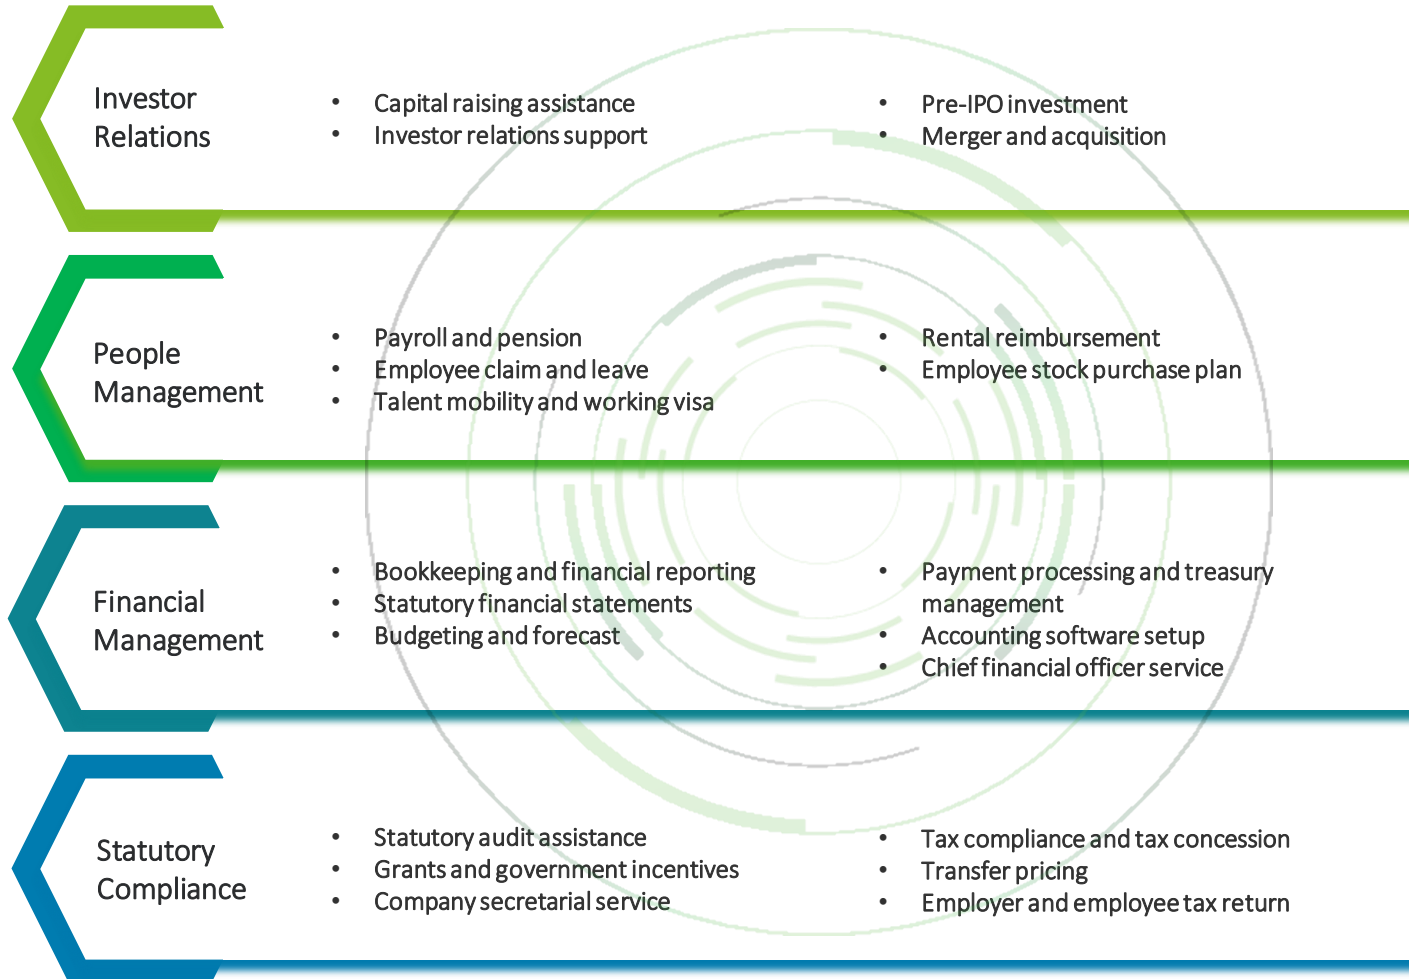 Investor
Relations
• Capital raising assistance
• Investor relations support
• Pre-IPO investment
• Merger and acquisition
People
Management
• Payroll and pension
• Employee claim and leave
• Talent mobility and working visa
• Rental reimbursement
• Employee stock purchase plan
Financial
Management
• Bookkeeping and financial reporting
• Statutory financial statements
• Budgeting and forecast
• Payment processing and treasury
management
• Accounting software setup
• Chief financial officer service
Statutory
Compliance
• Statutory audit assistance
• Grants and government incentives
• Company secretarial service
• Tax compliance and tax concession
• Transfer pricing
• Employer and employee tax return